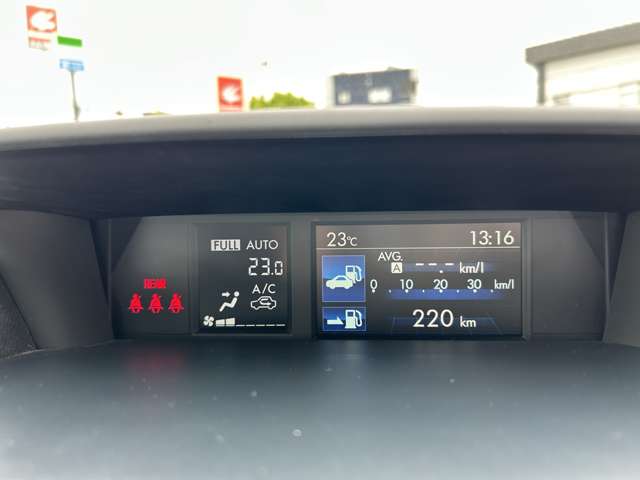 FULL AUTO
23.0
A/C
REAR
23℃
13:16
AVG.
A --.- km/l
0 10 20 30 km/l
220 km